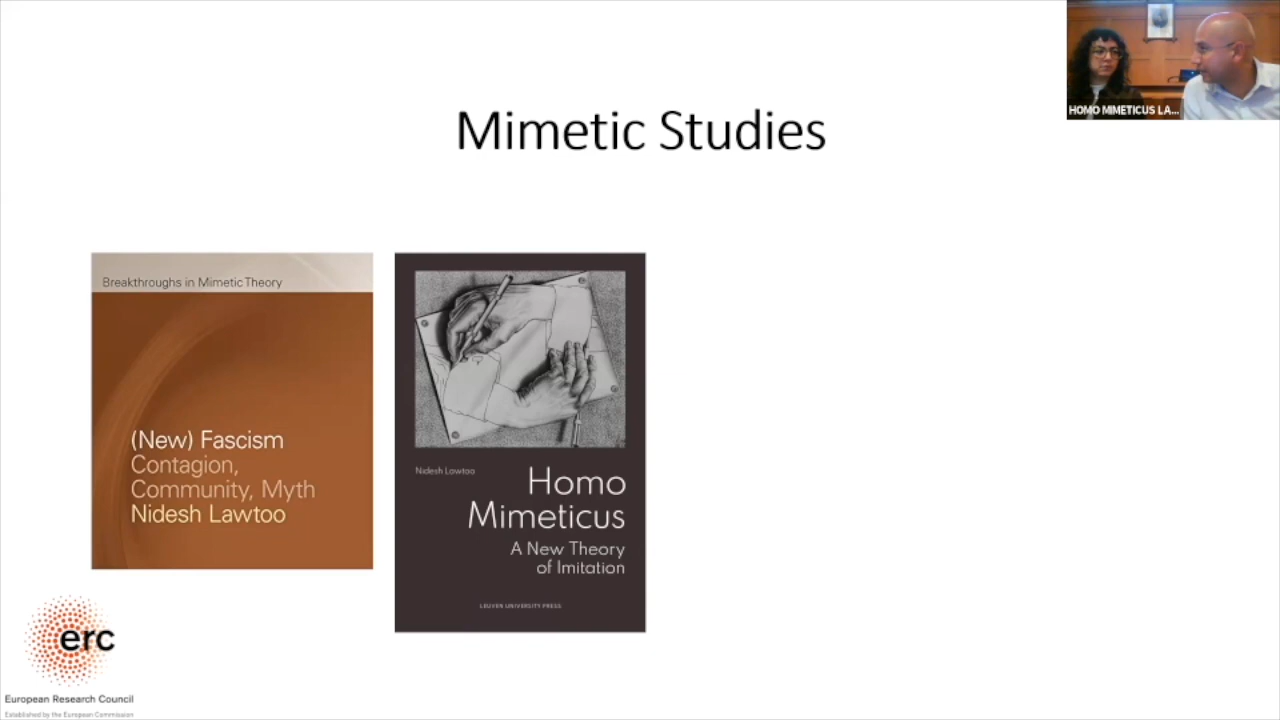 HOMO MIMETICUS LA...
Mimetic Studies
Breakthroughs in Mimetic Theory
(New) Fascism
Contagion,
Community, Myth
Nidesh Lawtoo
Nidesh Lawtoo
Homo
Mimeticus
A New Theory
of Imitation
LEUVEN UNIVERSITY PRESS
erc
European Research Council
Established by the European Commission